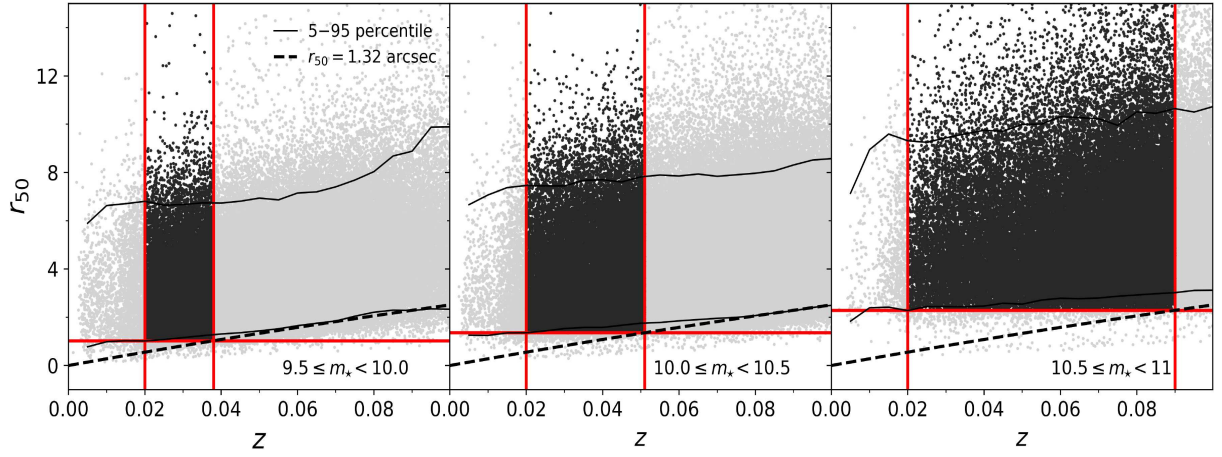 12
8
4
0
r₅₀
5−95 percentile
r₅₀ = 1.32 arcsec
9.5 ≤ m⋆ < 10.0
10.0 ≤ m⋆ < 10.5
10.5 ≤ m⋆ < 11
0.00 0.02 0.04 0.06 0.08 0.00 0.02 0.04 0.06 0.08 0.00 0.02 0.04 0.06 0.08
z z z